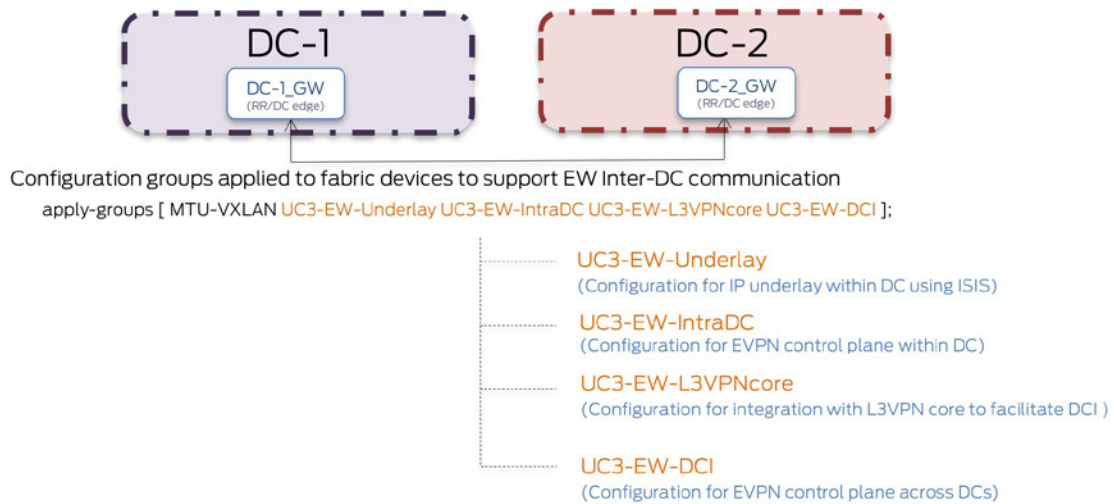 DC-1
DC-2
DC-1_GW
(RR/DC edge)
DC-2_GW
(RR/DC edge)
Configuration groups applied to fabric devices to support EW Inter-DC communication
apply-groups [ MTU-VXLAN UC3-EW-Underlay UC3-EW-IntraDC UC3-EW-L3VPNcore UC3-EW-DCI ];
UC3-EW-Underlay
(Configuration for IP underlay within DC using ISIS)
UC3-EW-IntraDC
(Configuration for EVPN control plane within DC)
UC3-EW-L3VPNcore
(Configuration for integration with L3VPN core to facilitate DCI )
UC3-EW-DCI
(Configuration for EVPN control plane across DCs)